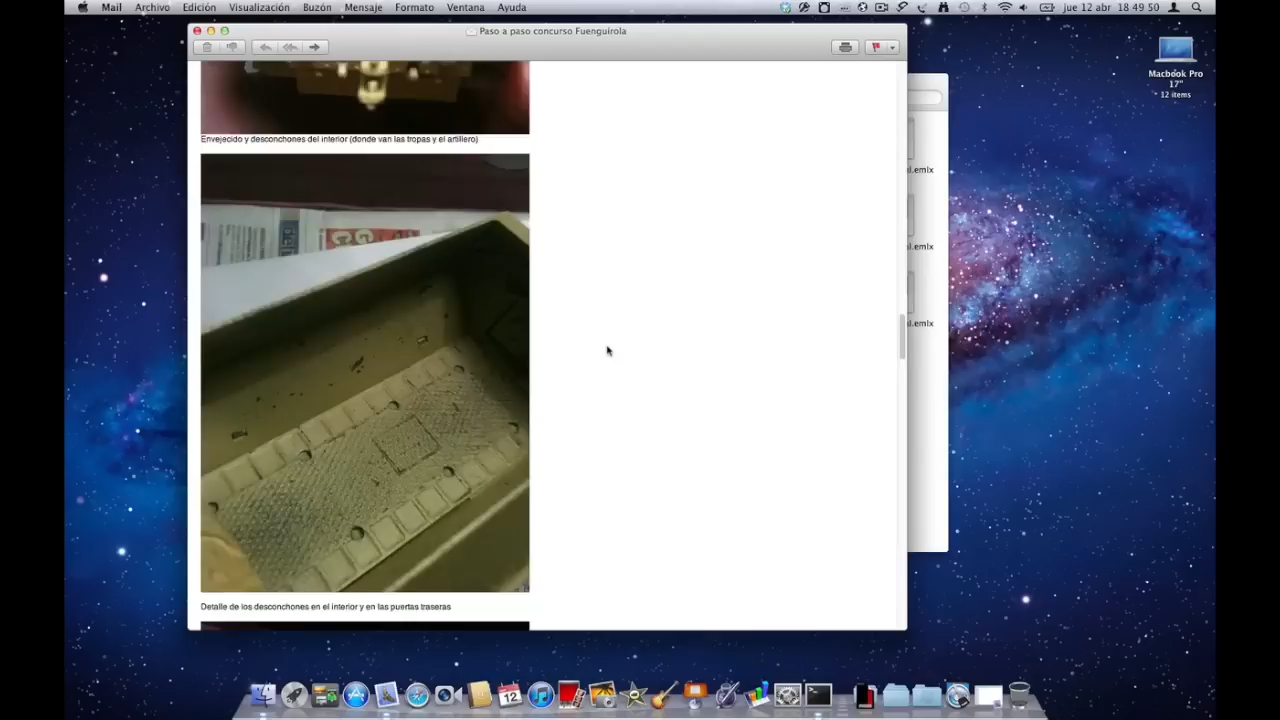 Mail Archivo Edición Visualización Buzón Mensaje Formato Ventana Ayuda jue 12 abr 18 49 50
Paso a paso concurso Fuengirola
Macbook Pro
17"
12 items
Envejecido y desconchones del interior (donde van las tropas y el artillero)
l.emlx
l.emlx
l.emlx
Detalle de los desconchones en el interior y en las puertas traseras
12